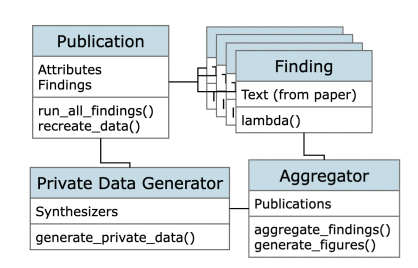 Publication
Attributes
Findings
run_all_findings()
recreate_data()
Finding
Text (from paper)
lambda()
Private Data Generator
Synthesizers
generate_private_data()
Aggregator
Publications
aggregate_findings()
generate_figures()